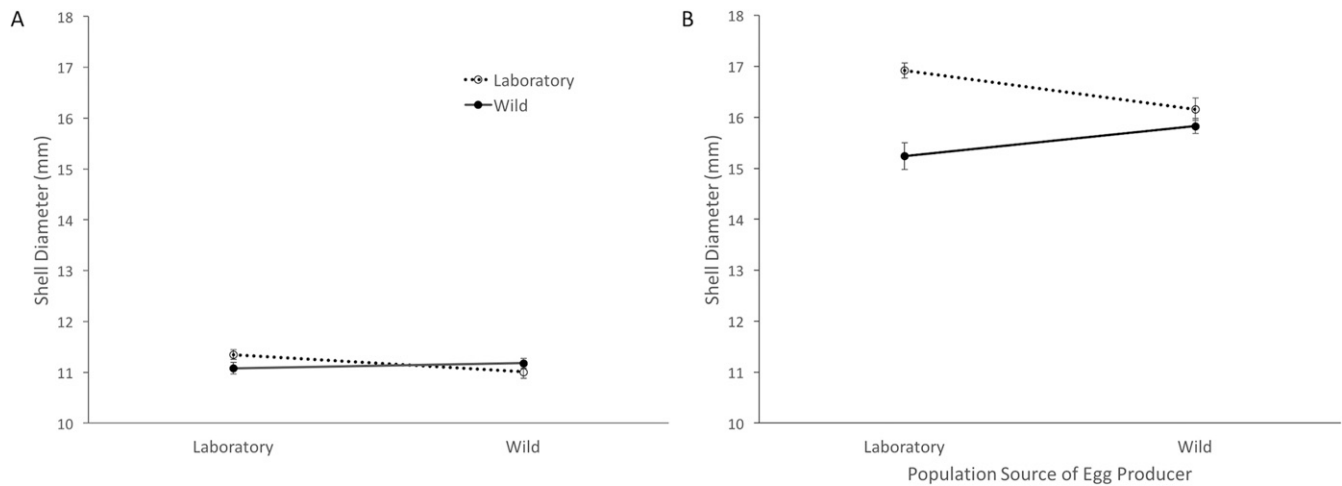 A
18
17
16
15
14
13
12
11
10
Shell Diameter (mm)
Laboratory
Wild
Laboratory
Wild
B
18
17
16
15
14
13
12
11
10
Shell Diameter (mm)
Laboratory
Wild
Population Source of Egg Producer